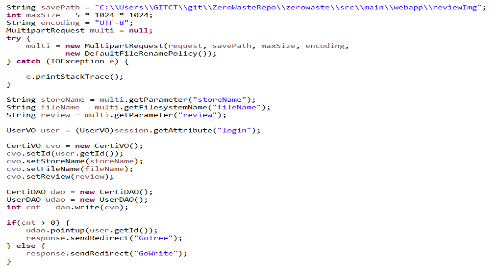 String savePath = "C:\\Users\\GITCT\\git\\ZeroWasteRepo\\zerowaste\\src\\main\\webapp\\reviewImg";
int maxSize = 5 * 1024 * 1024;
String encoding = "UTF-8";
MultipartRequest multi = null;
try {
multi = new MultipartRequest(request, savePath, maxSize, encoding,
new DefaultFileRenamePolicy());
} catch (IOException e) {
e.printStackTrace();
}
String storeName = multi.getParameter("storeName");
String fileName = multi.getFilesystemName("fileName");
String review = multi.getParameter("review");
UserVO user = (UserVO)session.getAttribute("login");
CertiVO cvo = new CertiVO();
cvo.setId(user.getId());
cvo.setStoreName(storeName);
cvo.setFileName(fileName);
cvo.setReview(review);
CertiDAO dao = new CertiDAO();
UserDAO udao = new UserDAO();
int cnt = dao.write(cvo);
if(cnt > 0) {
udao.pointup(user.getId());
response.sendRedirect("GoTree");
} else {
response.sendRedirect("GoWrite");
}